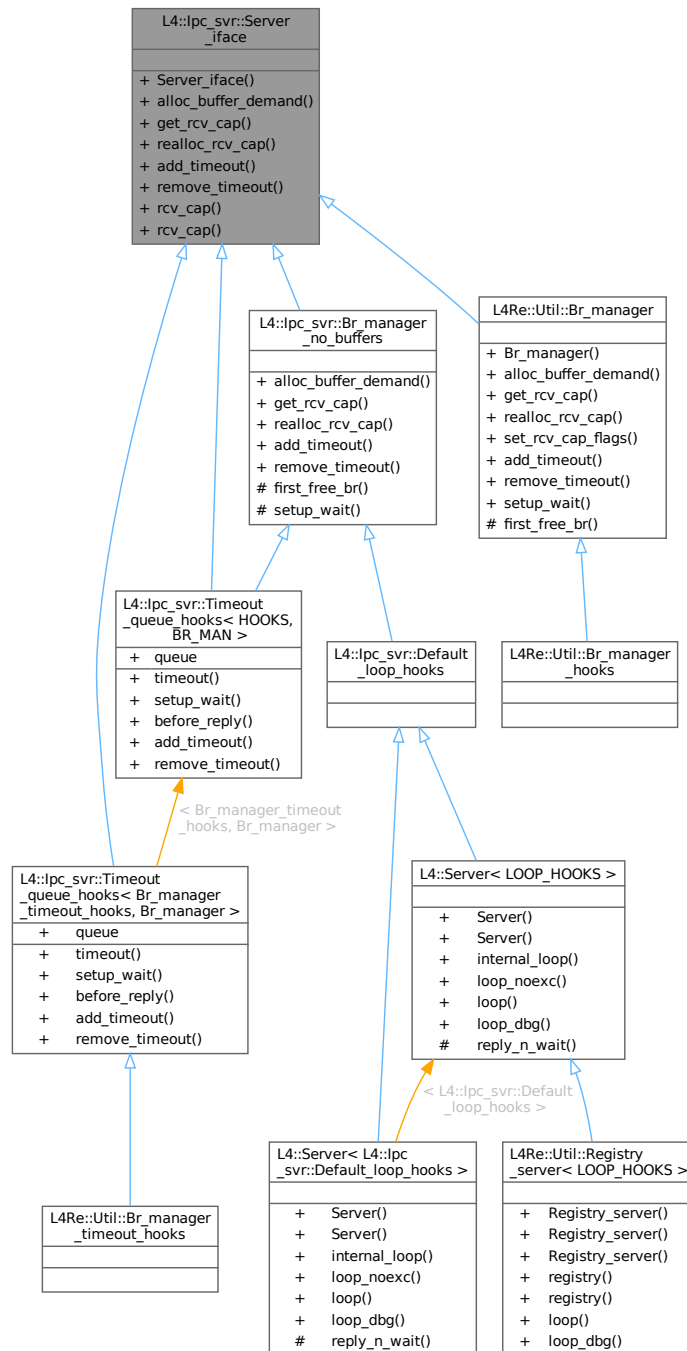 L4::Ipc_svr::Server
_iface
+ Server_iface()
+ alloc_buffer_demand()
+ get_rcv_cap()
+ realloc_rcv_cap()
+ add_timeout()
+ remove_timeout()
+ rcv_cap()
+ rcv_cap()
L4::Ipc_svr::Br_manager
_no_buffers
+ alloc_buffer_demand()
+ get_rcv_cap()
+ realloc_rcv_cap()
+ add_timeout()
+ remove_timeout()
# first_free_br()
# setup_wait()
L4Re::Util::Br_manager
+ Br_manager()
+ alloc_buffer_demand()
+ get_rcv_cap()
+ realloc_rcv_cap()
+ set_rcv_cap_flags()
+ add_timeout()
+ remove_timeout()
+ setup_wait()
# first_free_br()
L4::Ipc_svr::Timeout
_queue_hooks< HOOKS,
BR_MAN >
+ queue
+ timeout()
+ setup_wait()
+ before_reply()
+ add_timeout()
+ remove_timeout()
L4::Ipc_svr::Default
_loop_hooks
L4Re::Util::Br_manager
_hooks
< Br_manager_timeout
_hooks, Br_manager >
L4::Ipc_svr::Timeout
_queue_hooks< Br_manager
_timeout_hooks, Br_manager >
+ queue
+ timeout()
+ setup_wait()
+ before_reply()
+ add_timeout()
+ remove_timeout()
L4::Server< LOOP_HOOKS >
+ Server()
+ Server()
+ internal_loop()
+ loop_noexc()
+ loop()
+ loop_dbg()
# reply_n_wait()
< L4::Ipc_svr::Default
_loop_hooks >
L4Re::Util::Br_manager
_timeout_hooks
L4::Server< L4::Ipc
_svr::Default_loop_hooks >
+ Server()
+ Server()
+ internal_loop()
+ loop_noexc()
+ loop()
+ loop_dbg()
# reply_n_wait()
L4Re::Util::Registry
_server< LOOP_HOOKS >
+ Registry_server()
+ Registry_server()
+ Registry_server()
+ registry()
+ registry()
+ loop()
+ loop_dbg()